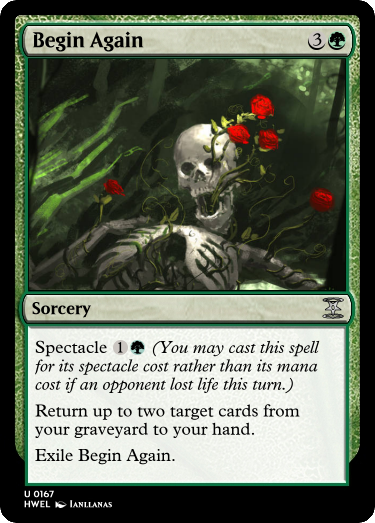 Begin Again 3
Sorcery
Spectacle 1 (You may cast this spell
for its spectacle cost rather than its mana
cost if an opponent lost life this turn.)
Return up to two target cards from
your graveyard to your hand.
Exile Begin Again.
U 0167
HWEL Ianllanas